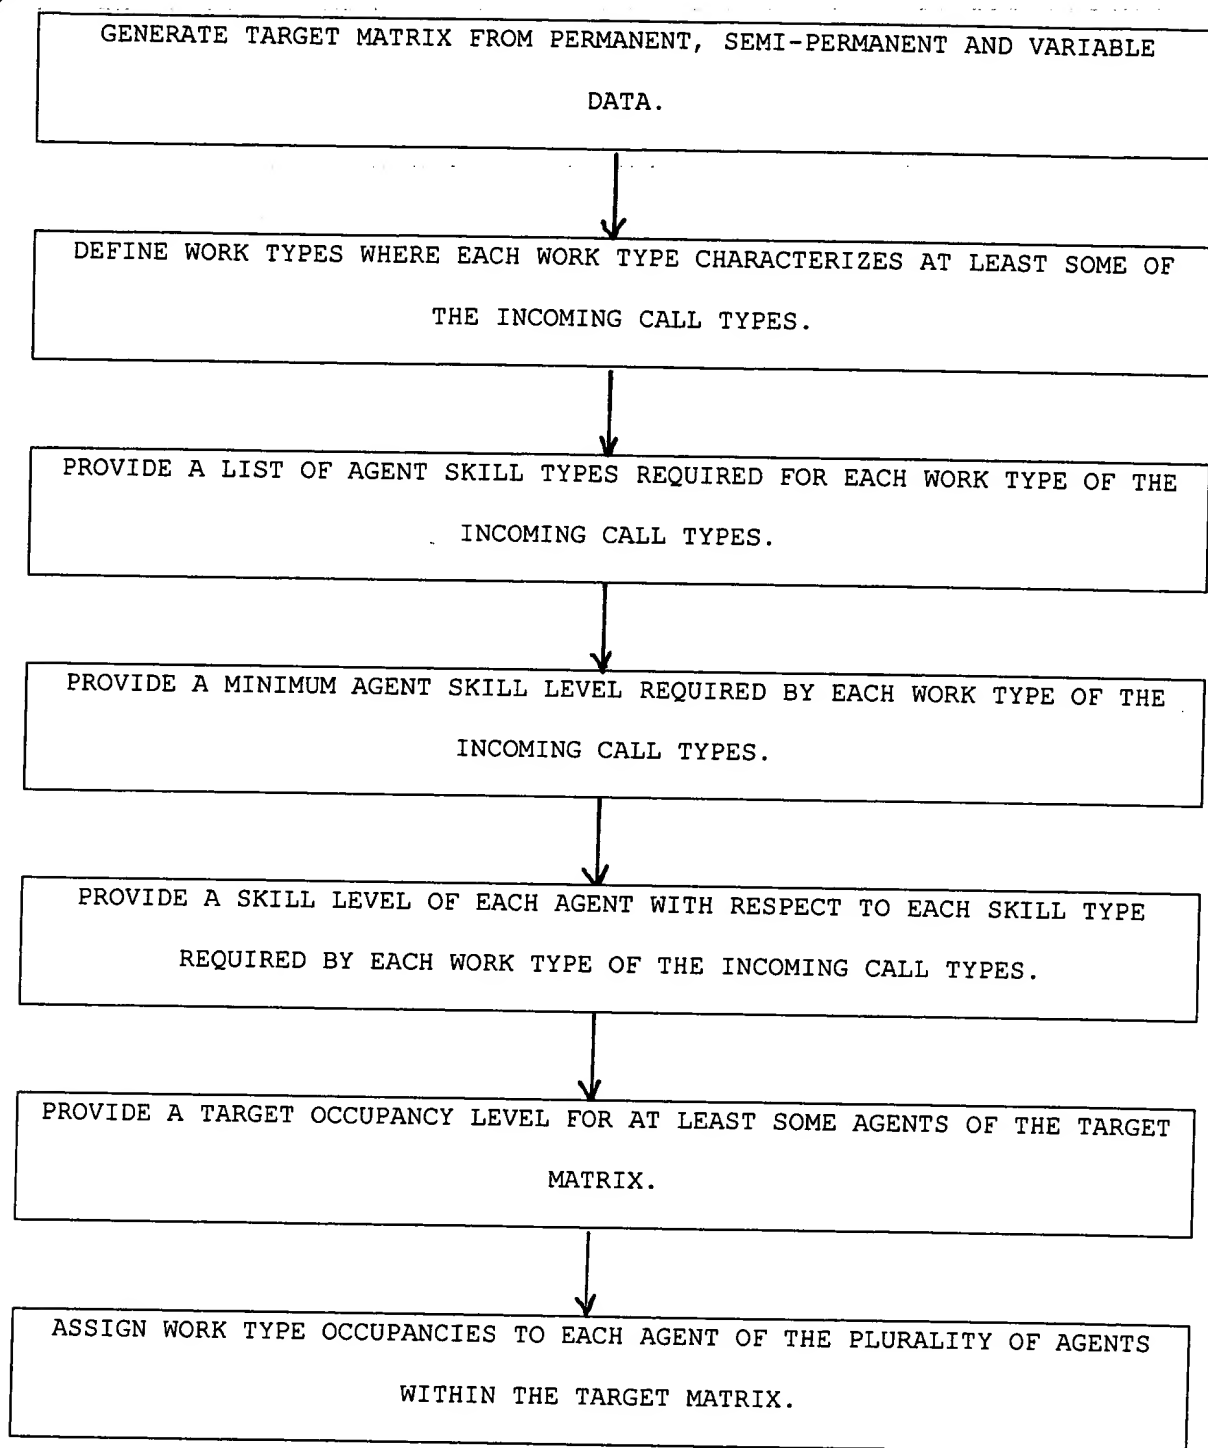 GENERATE TARGET MATRIX FROM PERMANENT, SEMI-PERMANENT AND VARIABLE
DATA.
DEFINE WORK TYPES WHERE EACH WORK TYPE CHARACTERIZES AT LEAST SOME OF
THE INCOMING CALL TYPES.
PROVIDE A LIST OF AGENT SKILL TYPES REQUIRED FOR EACH WORK TYPE OF THE
INCOMING CALL TYPES.
PROVIDE A MINIMUM AGENT SKILL LEVEL REQUIRED BY EACH WORK TYPE OF THE
INCOMING CALL TYPES.
PROVIDE A SKILL LEVEL OF EACH AGENT WITH RESPECT TO EACH SKILL TYPE
REQUIRED BY EACH WORK TYPE OF THE INCOMING CALL TYPES.
PROVIDE A TARGET OCCUPANCY LEVEL FOR AT LEAST SOME AGENTS OF THE TARGET
MATRIX.
ASSIGN WORK TYPE OCCUPANCIES TO EACH AGENT OF THE PLURALITY OF AGENTS
WITHIN THE TARGET MATRIX.